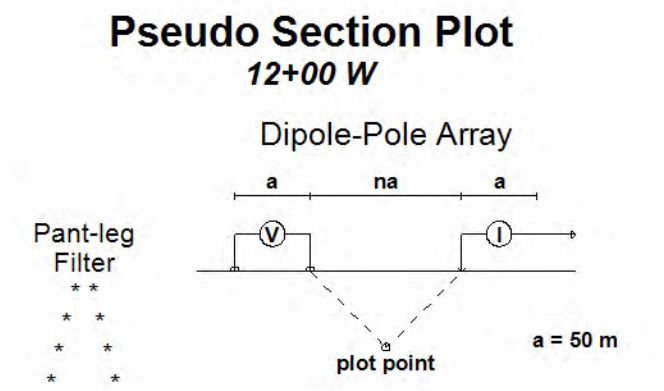 Pseudo Section Plot
12+00 W
Dipole-Pole Array
a na a
V I
Pant-leg
Filter
* *
* *
* *
* *
a = 50 m
plot point